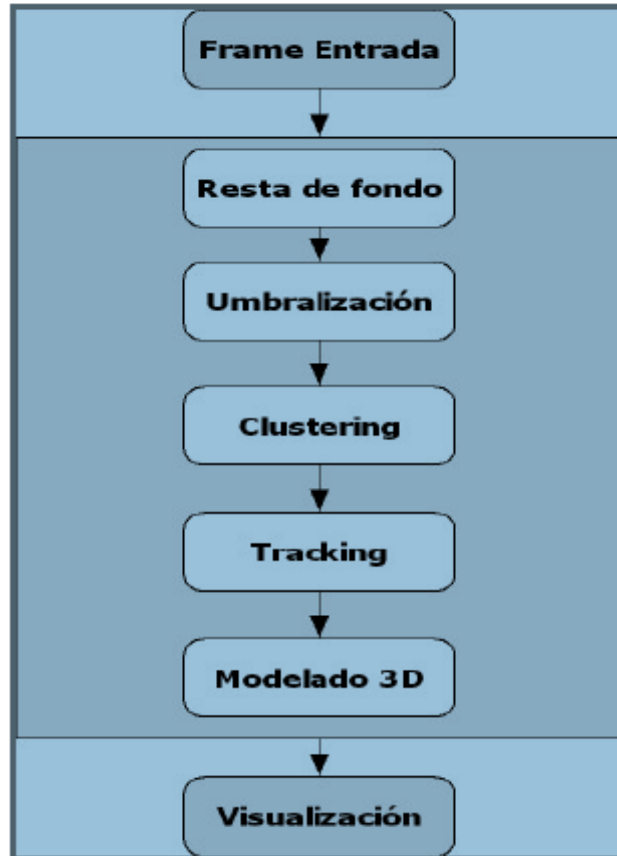 Frame Entrada
Resta de fondo
Umbralización
Clustering
Tracking
Modelado 3D
Visualización